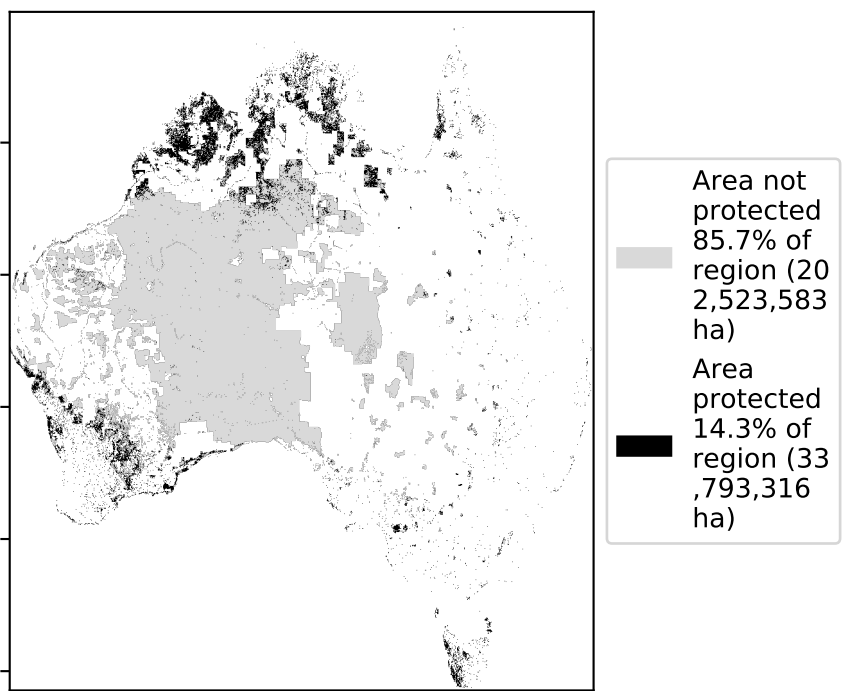 Area not
protected
85.7% of
region (20
2,523,583
ha)
Area
protected
14.3% of
region (33
,793,316
ha)